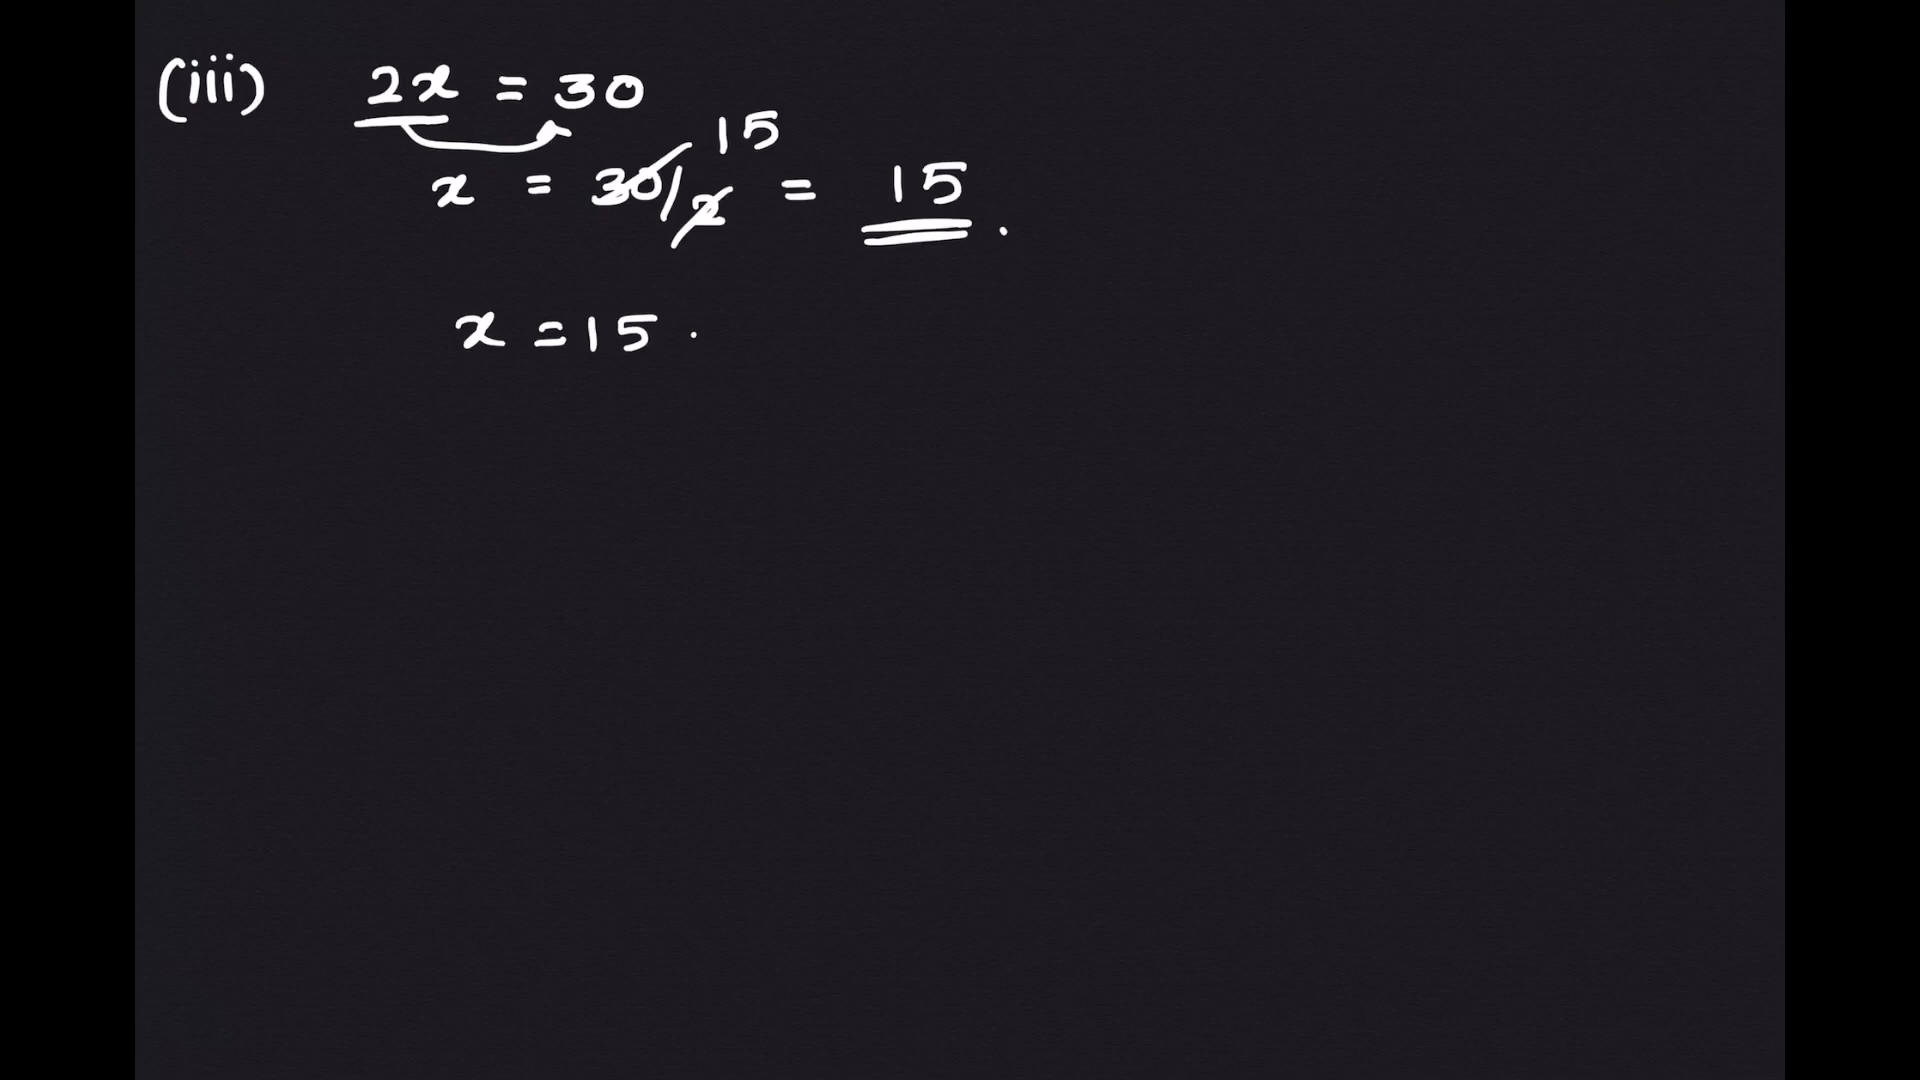 (iii) 2x = 30
x = 30/2 15 = 15.
x = 15.